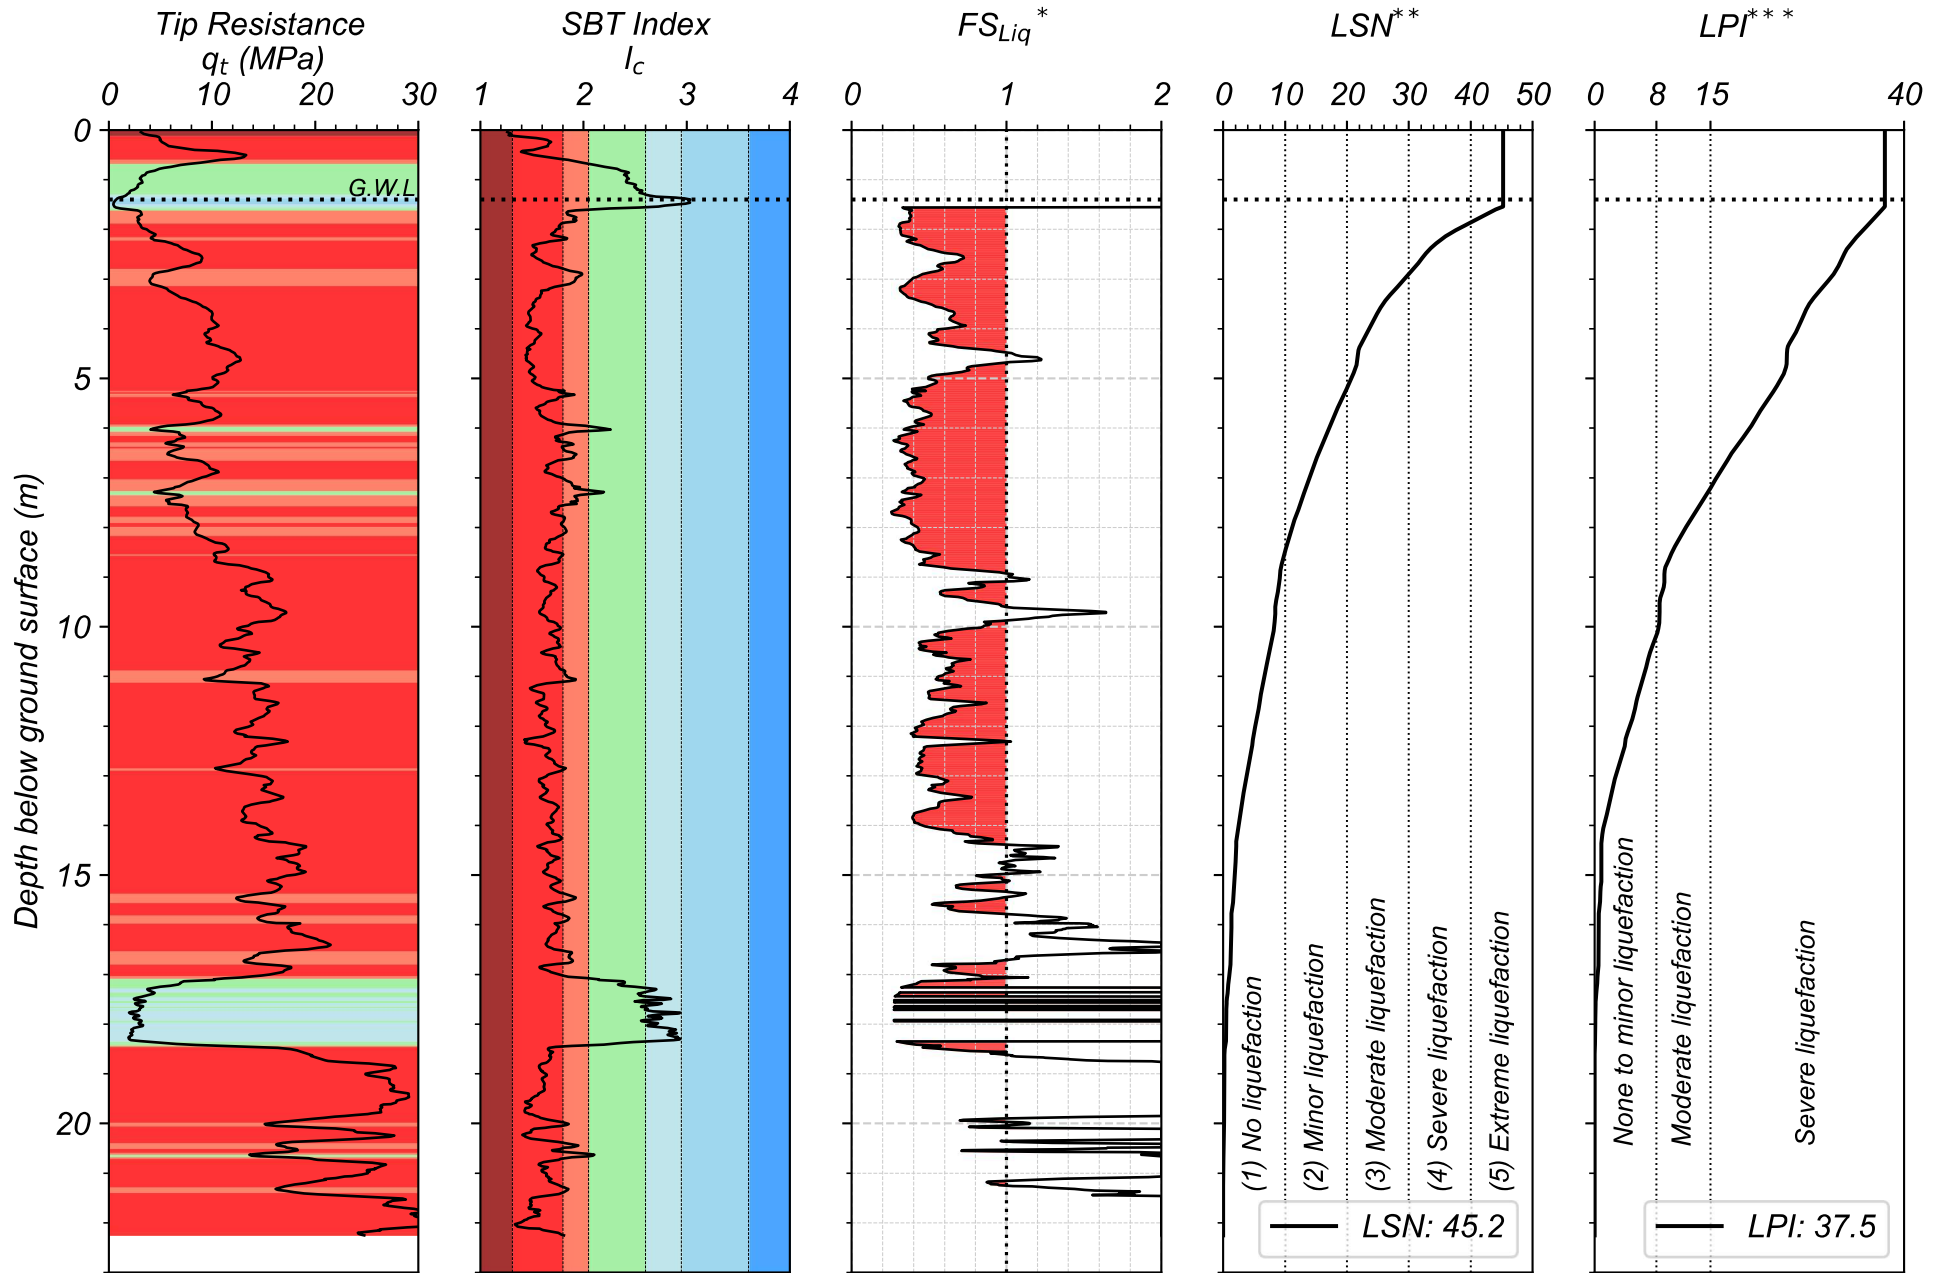 Tip Resistance
qt (MPa)
0 10 20 30
SBT Index
Ic
1 2 3 4
FSLiq *
0 1 2
LSN**
0 10 20 30 40 50
LPI***
0 8 15 40
Depth below ground surface (m)
0
5
10
15
20
G.W.L
(1) No liquefaction
(2) Minor liquefaction
(3) Moderate liquefaction
(4) Severe liquefaction
(5) Extreme liquefaction
LSN: 45.2
None to minor liquefaction
Moderate liquefaction
Severe liquefaction
LPI: 37.5